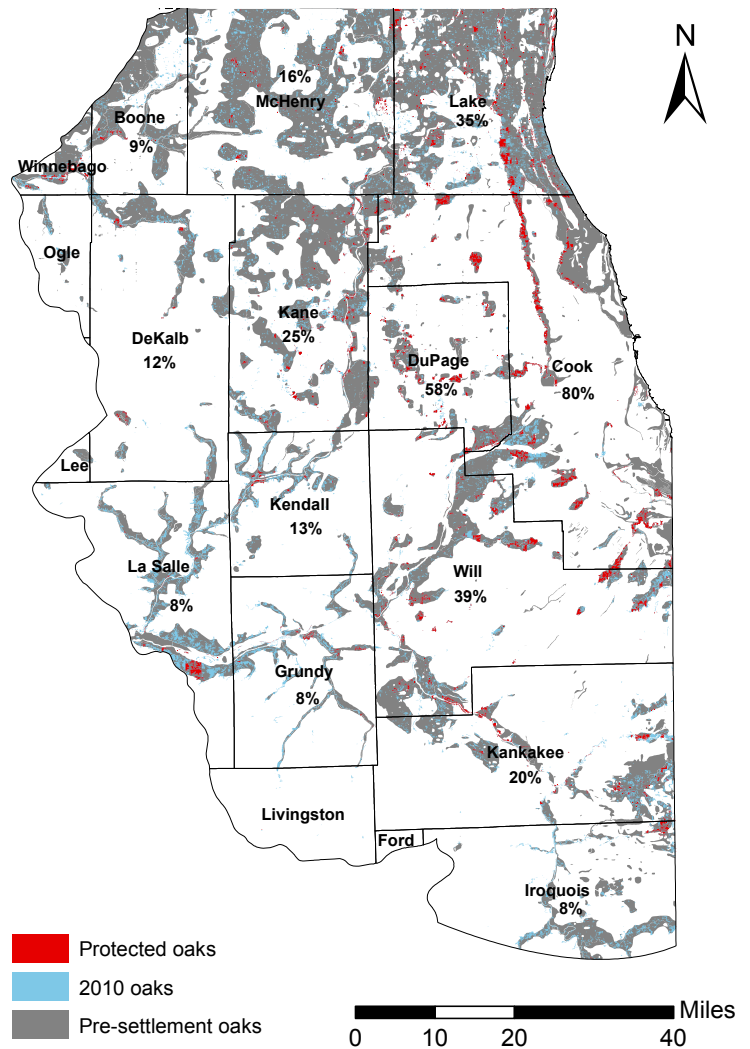 N
16%
McHenry
Lake
35%
Boone
9%
Winnebago
Ogle
DeKalb
12%
Kane
25%
DuPage
58%
Cook
80%
Lee
Kendall
13%
La Salle
8%
Will
39%
Grundy
8%
Kankakee
20%
Livingston
Ford
Iroquois
8%
Protected oaks
2010 oaks
Pre-settlement oaks
Miles
0 10 20 40